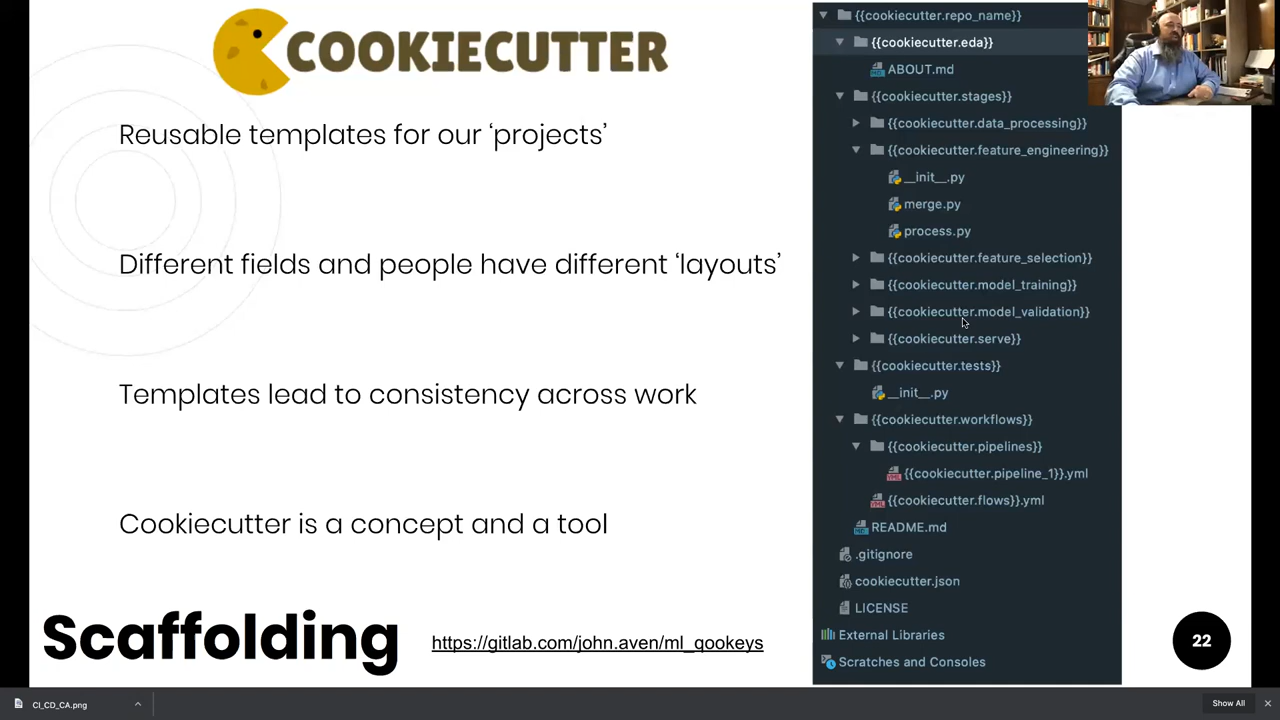 COOKIECUTTER
Reusable templates for our ‘projects’
Different fields and people have different ‘layouts’
Templates lead to consistency across work
Cookiecutter is a concept and a tool
Scaffolding
https://gitlab.com/john.aven/ml_qookeys
{{cookiecutter.repo_name}}
{{cookiecutter.eda}}
ABOUT.md
{{cookiecutter.stages}}
{{cookiecutter.data_processing}}
{{cookiecutter.feature_engineering}}
__init__.py
merge.py
process.py
{{cookiecutter.feature_selection}}
{{cookiecutter.model_training}}
{{cookiecutter.model_validation}}
{{cookiecutter.serve}}
{{cookiecutter.tests}}
__init__.py
{{cookiecutter.workflows}}
{{cookiecutter.pipelines}}
{{cookiecutter.pipeline_1}}.yml
{{cookiecutter.flows}}.yml
README.md
.gitignore
cookiecutter.json
LICENSE
External Libraries
Scratches and Consoles
22
CI_CD_CA.png
Show All